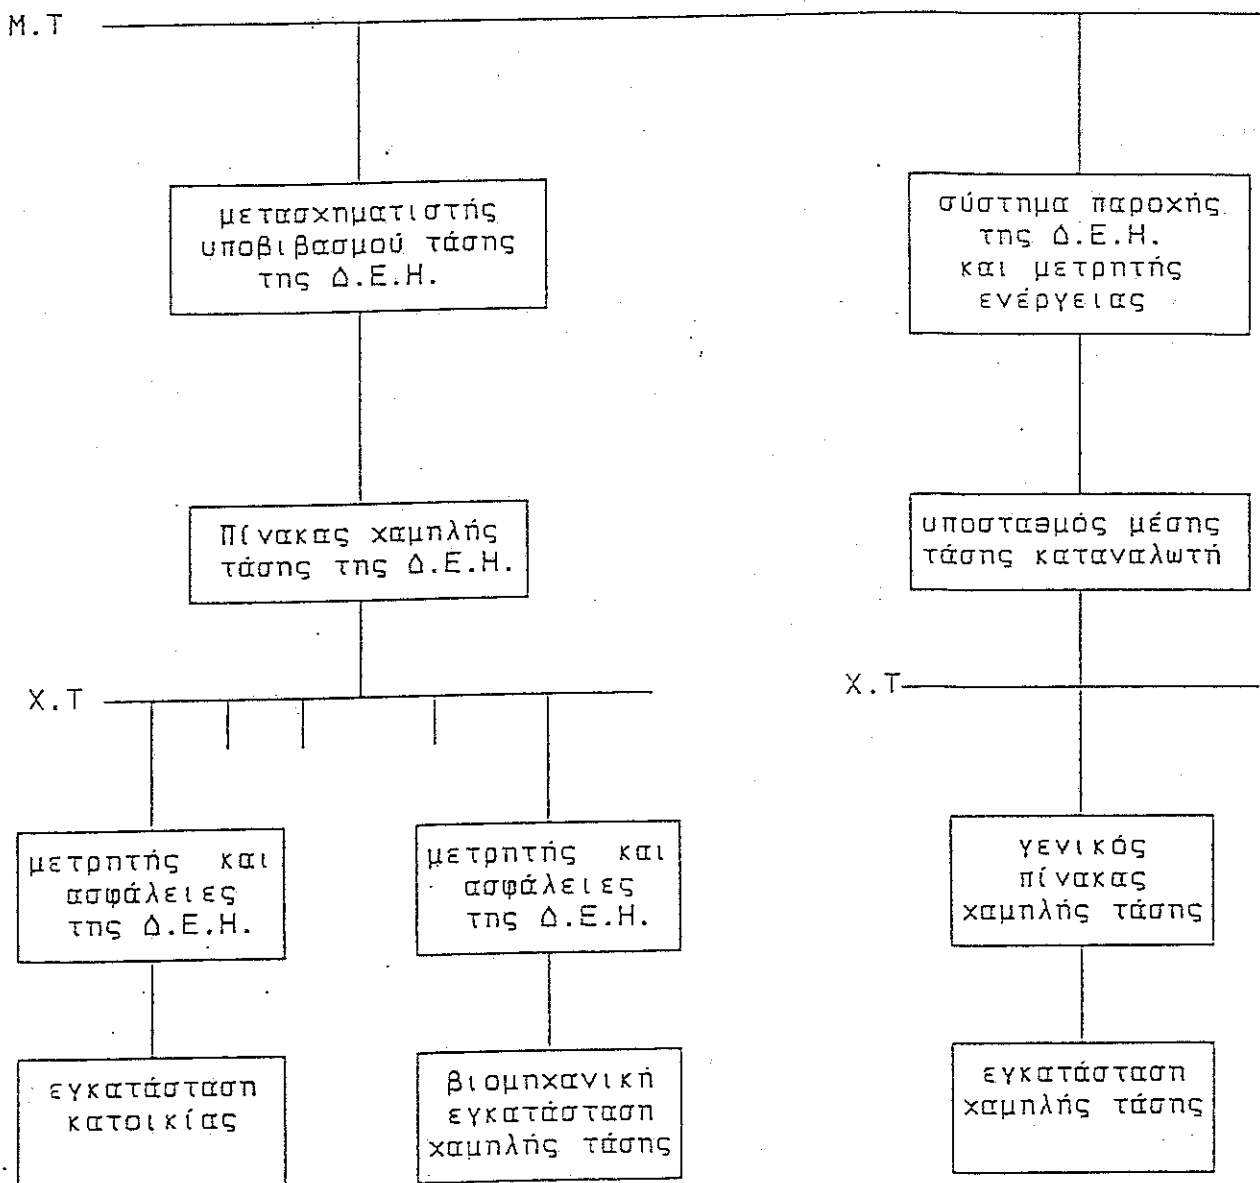 Μ.Τ
μετασχηματιστής
υποβιβασμού τάσης
της Δ.Ε.Η.
σύστημα παροχής
της Δ.Ε.Η.
και μετρητής
ενέργειας
Πίνακας χαμηλής
τάσης της Δ.Ε.Η.
υποσταθμός μέσης
τάσης καταναλωτή
Χ.Τ
Χ.Τ
μετρητής και
ασφάλειες
της Δ.Ε.Η.
μετρητής και
ασφάλειες
της Δ.Ε.Η.
γενικός
πίνακας
χαμηλής τάσης
εγκατάσταση
κατοικίας
βιομηχανική
εγκατάσταση
χαμηλής τάσης
εγκατάσταση
χαμηλής τάσης